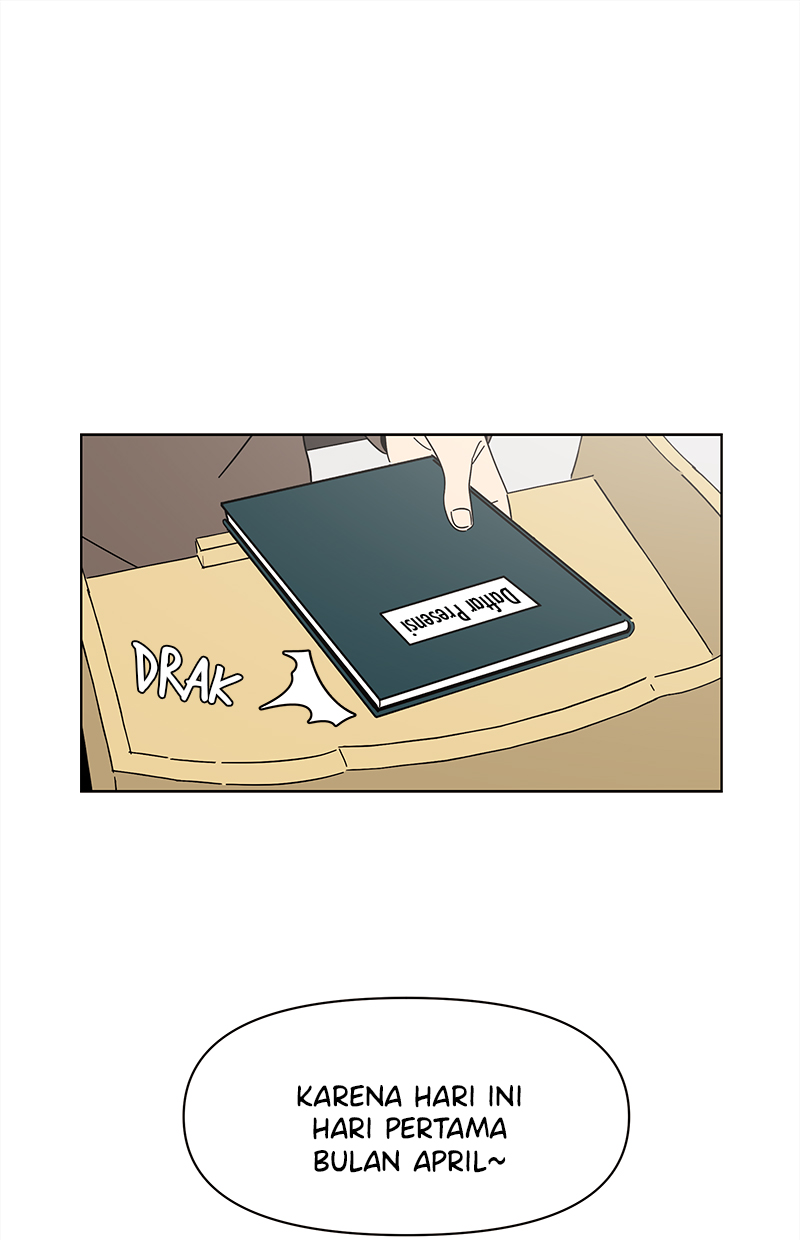 Daftar Presensi
DRAK
KARENA HARI INI
HARI PERTAMA
BULAN APRIL~